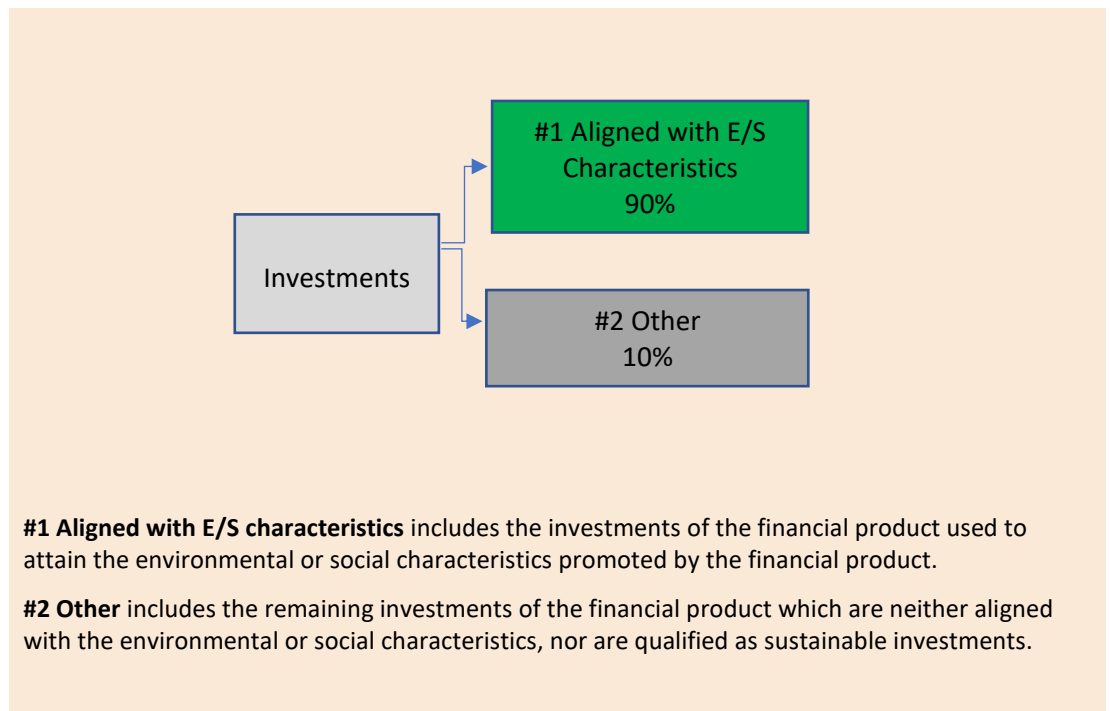 #1 Aligned with E/S
Characteristics
90%
Investments
#2 Other
10%
#1 Aligned with E/S characteristics includes the investments of the financial product used to
attain the environmental or social characteristics promoted by the financial product.
#2 Other includes the remaining investments of the financial product which are neither aligned
with the environmental or social characteristics, nor are qualified as sustainable investments.